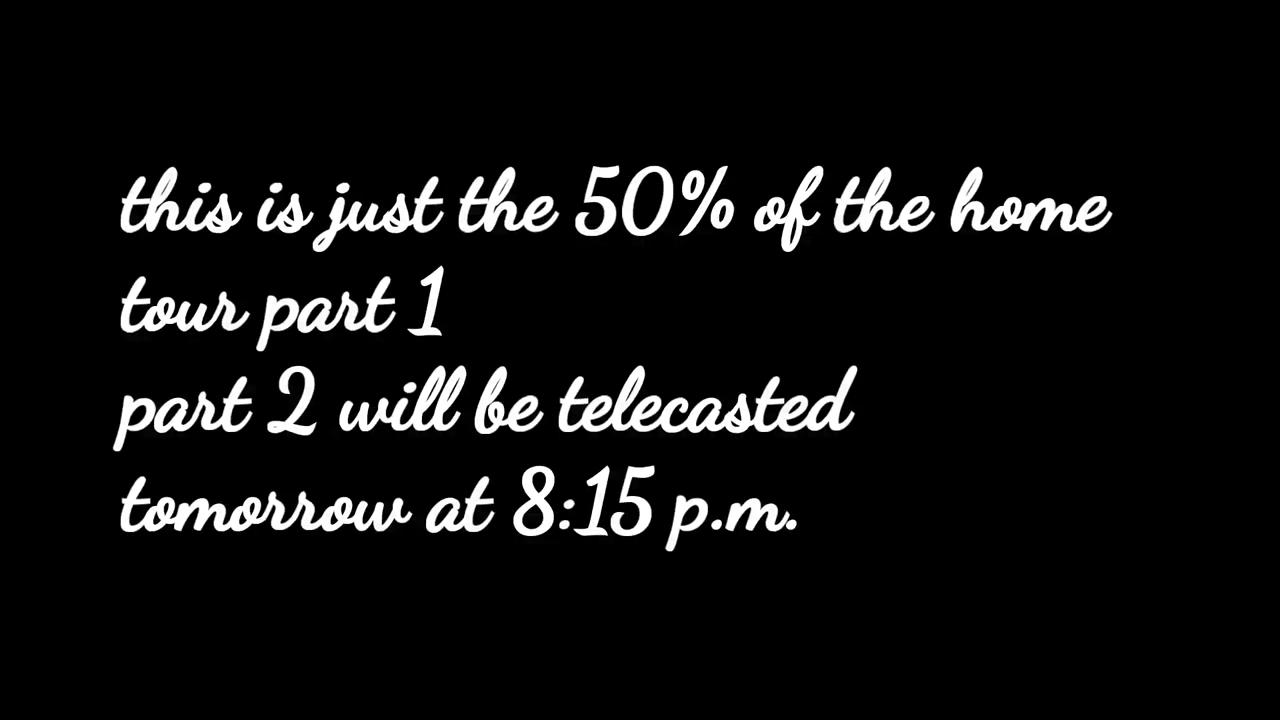 this is just the 50% of the home
tour part 1
part 2 will be telecasted
tomorrow at 8:15 p.m.